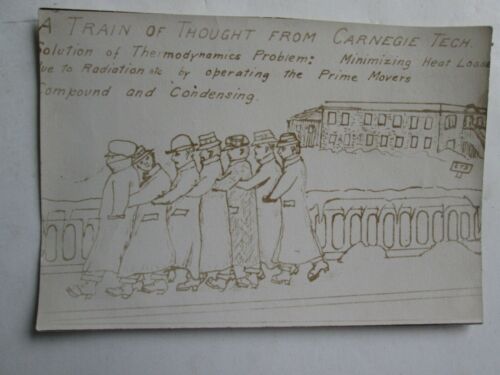 A TRAIN OF THOUGHT FROM CARNEGIE TECH.
Solution of Thermodynamics Problem: Minimizing Heat Losses
due to Radiation etc by operating the Prime Movers
Compound and Condensing.